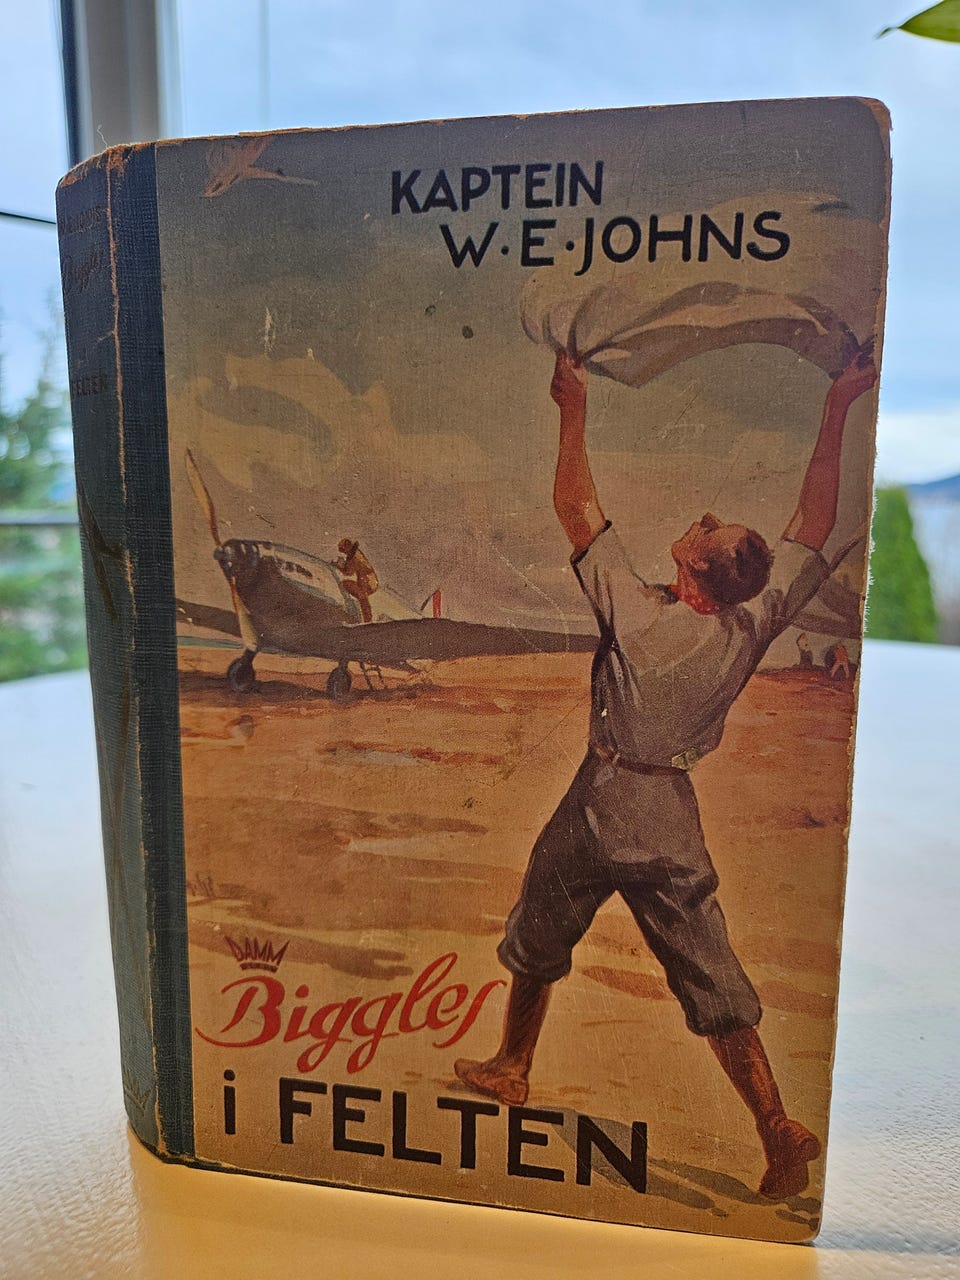 KAPTEIN
W·E·JOHNS
DAMM
Biggles
i FELTEN